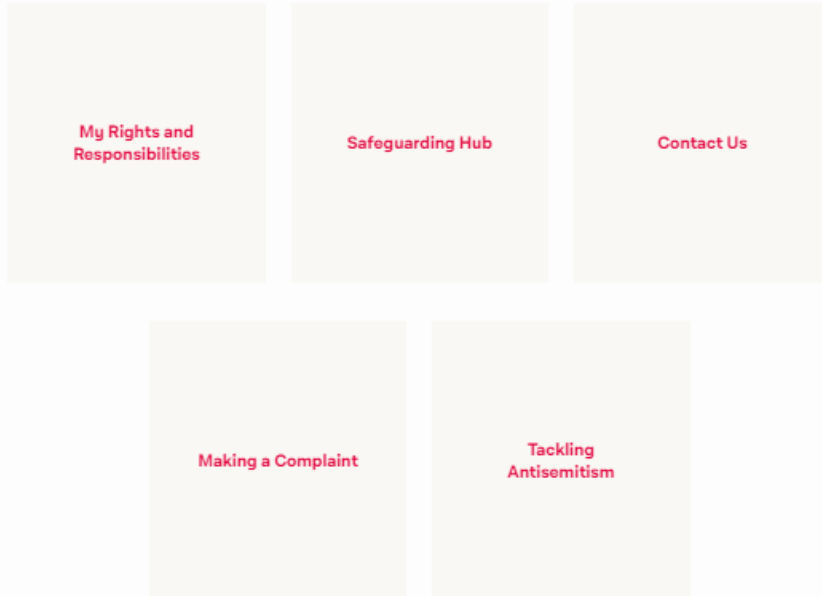 My Rights and
Responsibilities
Safeguarding Hub
Contact Us
Making a Complaint
Tackling
Antisemitism